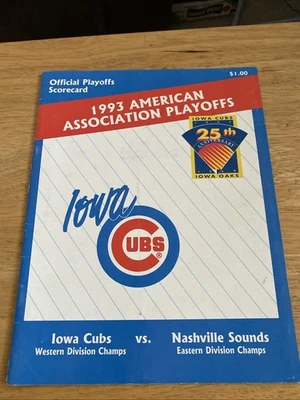 Official Playoffs
Scorecard
$1.00
1993 AMERICAN
ASSOCIATION PLAYOFFS
IOWA CUBS
25th
ANNIVERSARY
IOWA OAKS
Iowa
CUBS®
Iowa Cubs vs. Nashville Sounds
Western Division Champs Eastern Division Champs